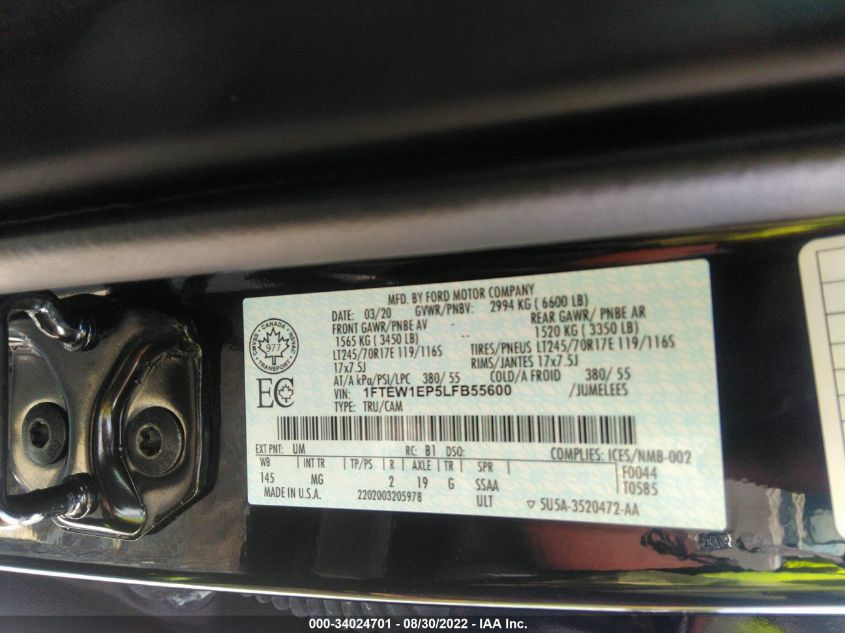 MFD. BY FORD MOTOR COMPANY
DATE: 03/20 GVWR/PNBV: 2994 KG ( 6600 LB)
FRONT GAWR/PNBE AV REAR GAWR/ PNBE AR
1565 KG ( 3450 LB) 1520 KG ( 3350 LB)
LT245/70R17E 119/116S TIRES/PNEUS LT245/70R17E 119/116S
17x7.5J RIMS/JANTES 17x7.5J
AT/A kPa/PSI/LPC 380/ 55 COLD/A FROID 380/ 55
VIN: 1FTEW1EP5LFB55600 /JUMELEES
TYPE: TRU/CAM
CANADA
977
EC
EXT PNT: UM RC: B1 DSO: COMPLIES: ICES/NMB-002
WB INT TR TP/PS R AXLE TR SPR F0044
145 MG 2 19 G SSAA T0585
MADE IN U.S.A. 2202003205978 ULT ▽ 5U5A-3520472-AA
000-34024701 - 08/30/2022 - IAA Inc.